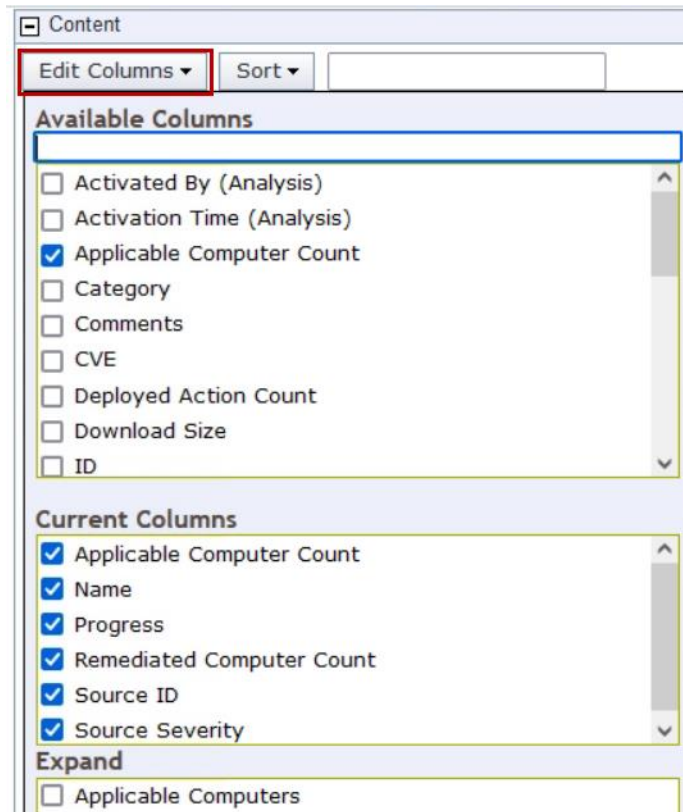 Content
Edit Columns Sort
Available Columns
Activated By (Analysis)
Activation Time (Analysis)
Applicable Computer Count
Category
Comments
CVE
Deployed Action Count
Download Size
ID
Current Columns
Applicable Computer Count
Name
Progress
Remediated Computer Count
Source ID
Source Severity
Expand
Applicable Computers